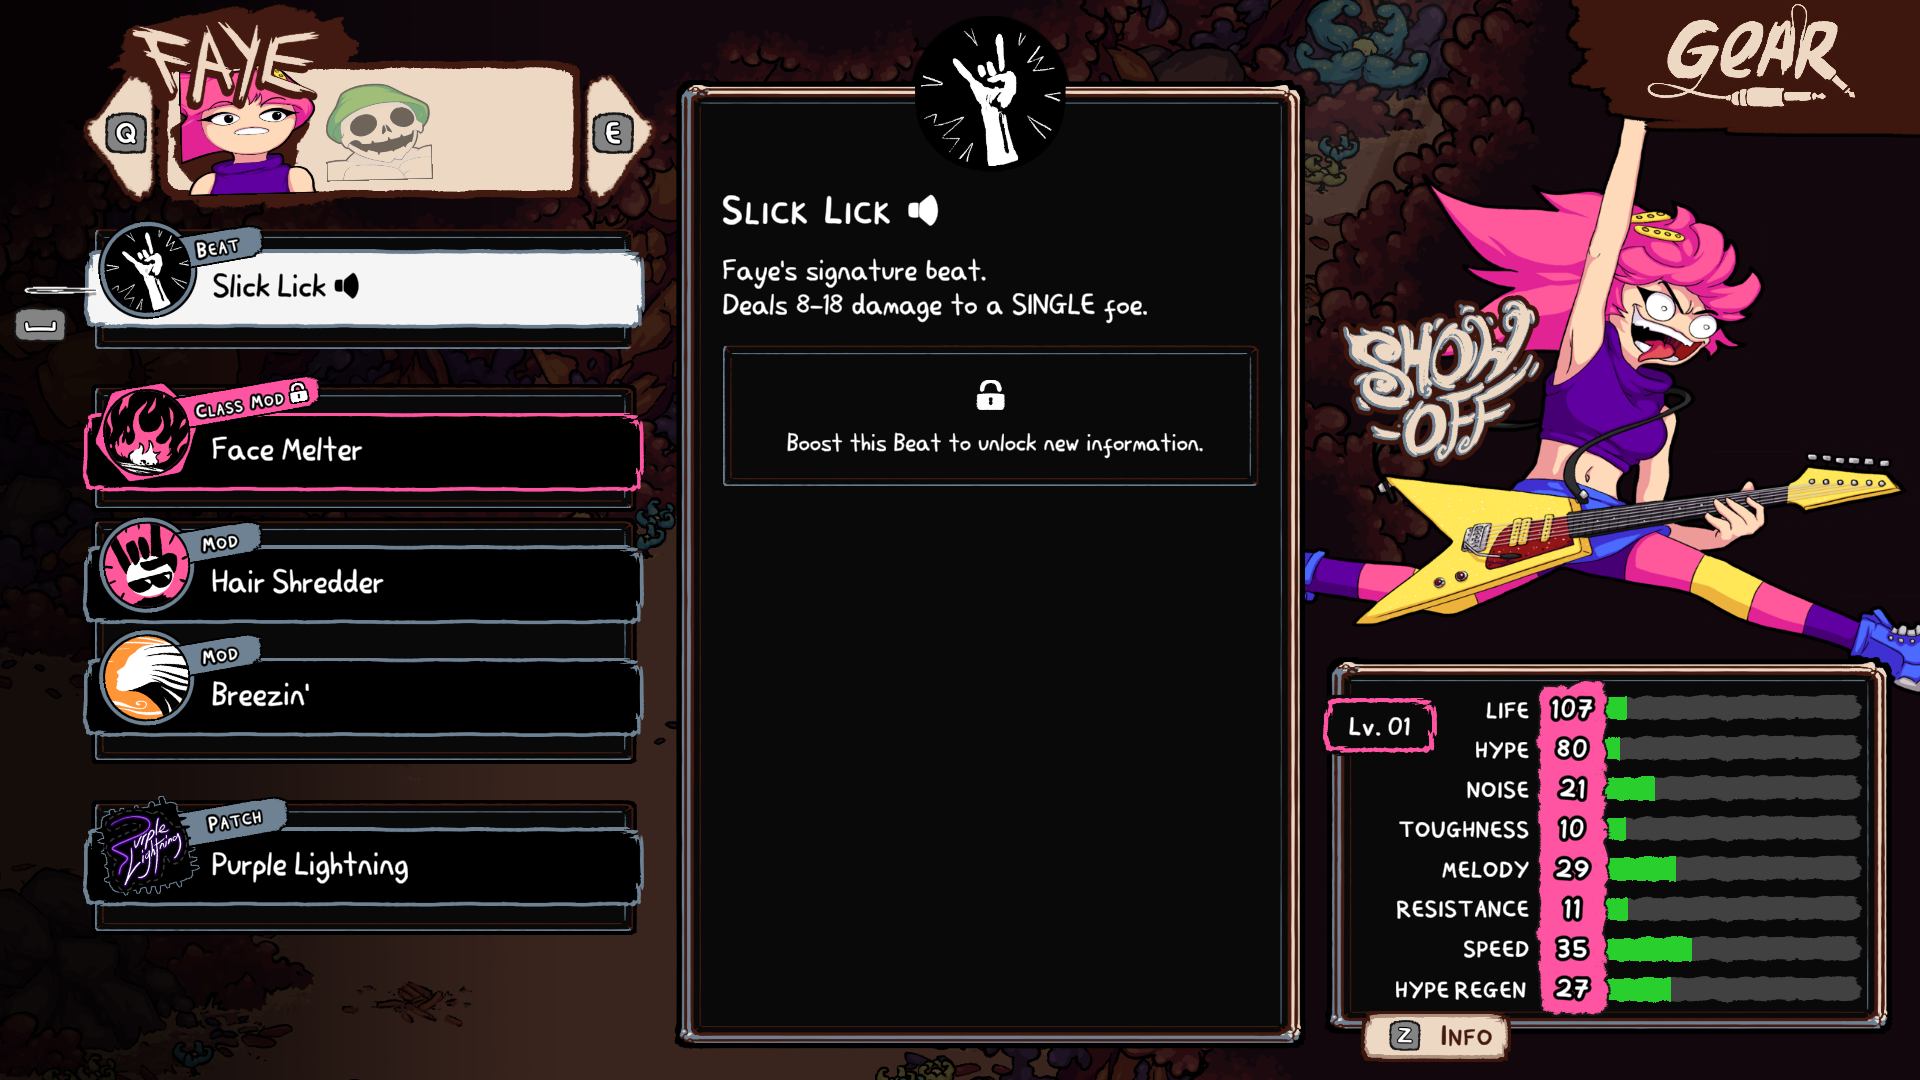 FAYE
Q
E
BEAT
Slick Lick
CLASS MOD
Face Melter
MOD
Hair Shredder
MOD
Breezin'
PATCH
Purple Lightning
Purple Lightning
SLICK LICK
Faye's signature beat.
Deals 8-18 damage to a SINGLE foe.
Boost this Beat to unlock new information.
GEAR
SHOW
-OFF
Lv. 01
LIFE 107
HYPE 80
NOISE 21
TOUGHNESS 10
MELODY 29
RESISTANCE 11
SPEED 35
HYPE REGEN 27
Z INFO